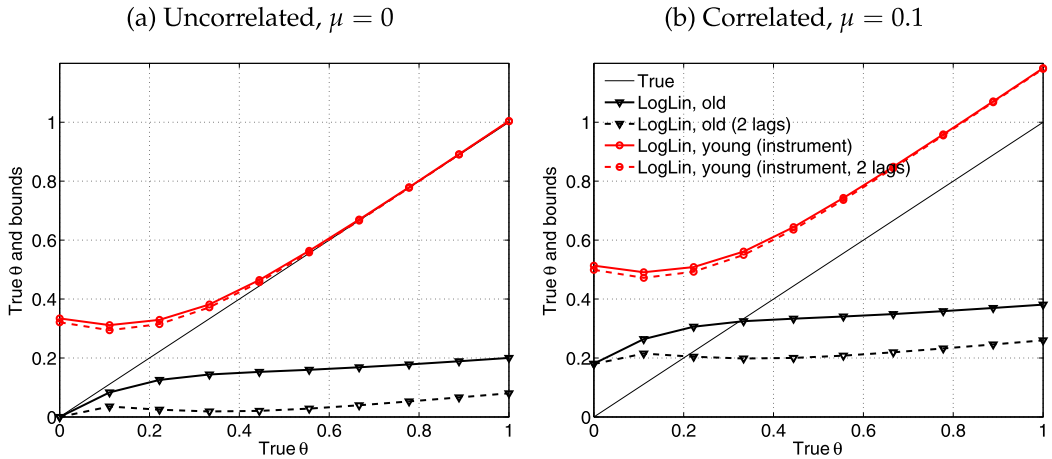 (a) Uncorrelated, μ = 0
True θ and bounds
1
0.8
0.6
0.4
0.2
0
0
0.2
0.4
0.6
0.8
1
True θ
(b) Correlated, μ = 0.1
True
LogLin, old
LogLin, old (2 lags)
LogLin, young (instrument)
LogLin, young (instrument, 2 lags)
True θ and bounds
1
0.8
0.6
0.4
0.2
0
0
0.2
0.4
0.6
0.8
1
True θ